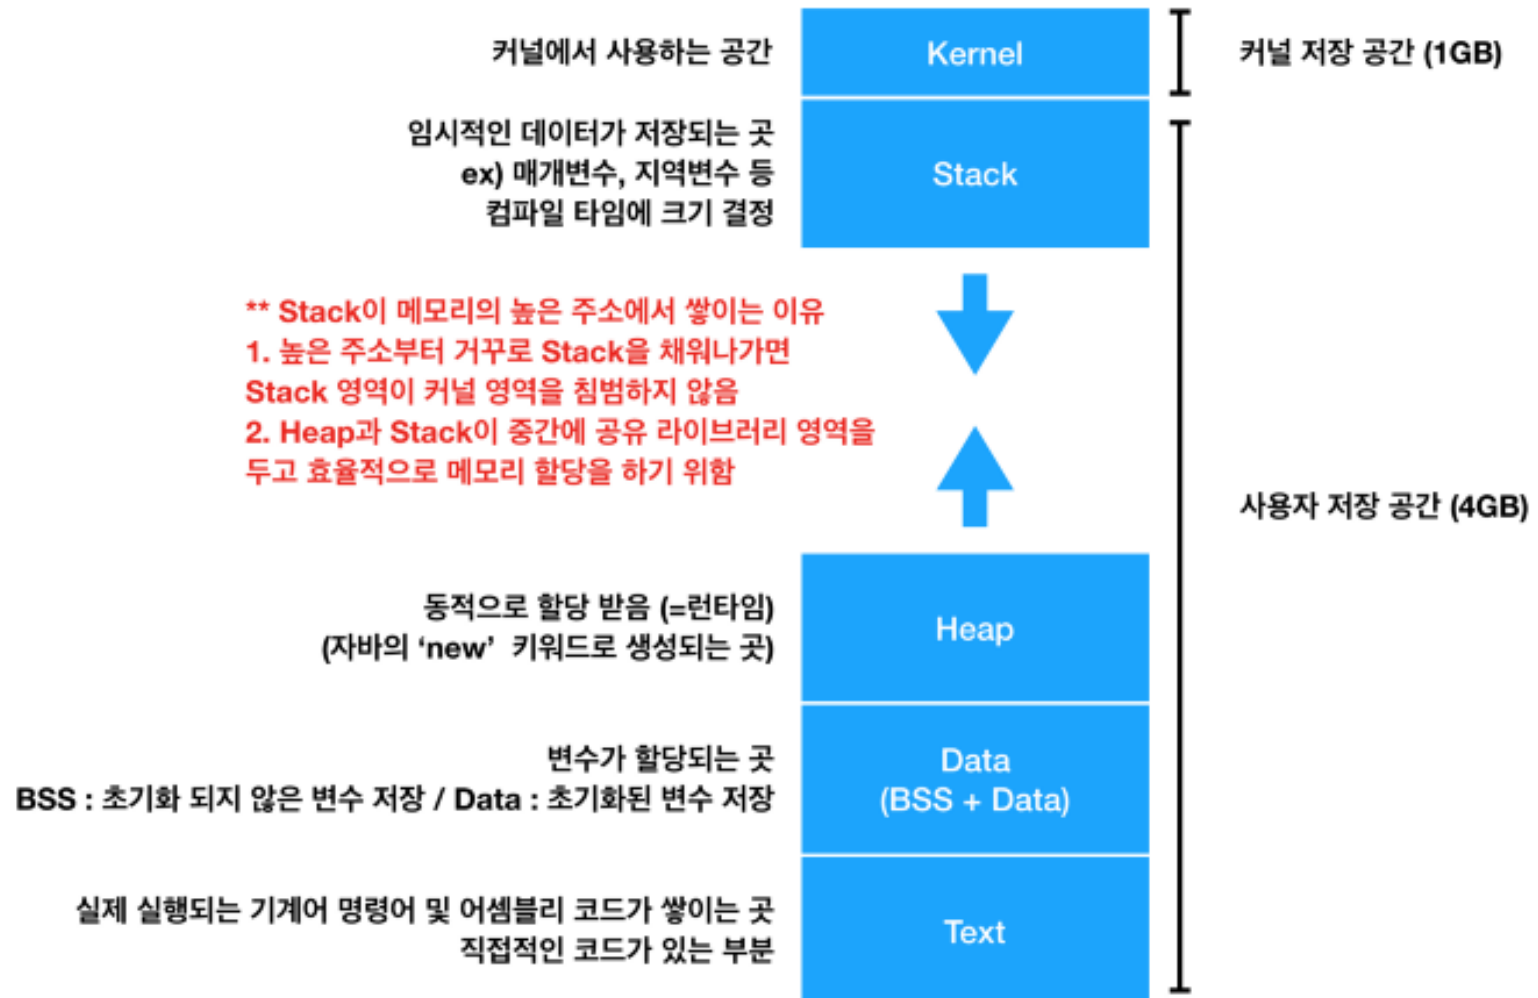 커널에서 사용하는 공간
Kernel
커널 저장 공간 (1GB)
임시적인 데이터가 저장되는 곳
ex) 매개변수, 지역변수 등
컴파일 타임에 크기 결정
Stack
** Stack이 메모리의 높은 주소에서 쌓이는 이유
1. 높은 주소부터 거꾸로 Stack을 채워나가면
Stack 영역이 커널 영역을 침범하지 않음
2. Heap과 Stack이 중간에 공유 라이브러리 영역을
두고 효율적으로 메모리 할당을 하기 위함
사용자 저장 공간 (4GB)
동적으로 할당 받음 (=런타임)
(자바의 ‘new’ 키워드로 생성되는 곳)
Heap
변수가 할당되는 곳
BSS : 초기화 되지 않은 변수 저장 / Data : 초기화된 변수 저장
Data
(BSS + Data)
실제 실행되는 기계어 명령어 및 어셈블리 코드가 쌓이는 곳
직접적인 코드가 있는 부분
Text